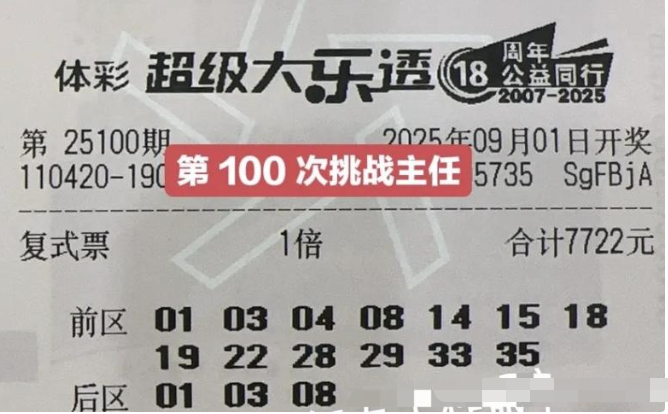 体彩 超级大乐透 18 周年 公益同行 2007-2025
第 25100期 2025年09月01日开奖
110420-190 5735 SgFBjA
第 100 次挑战主任
复式票 1倍 合计7722元
前区 01 03 04 08 14 15 18
19 22 28 29 33 35
后区 01 03 08